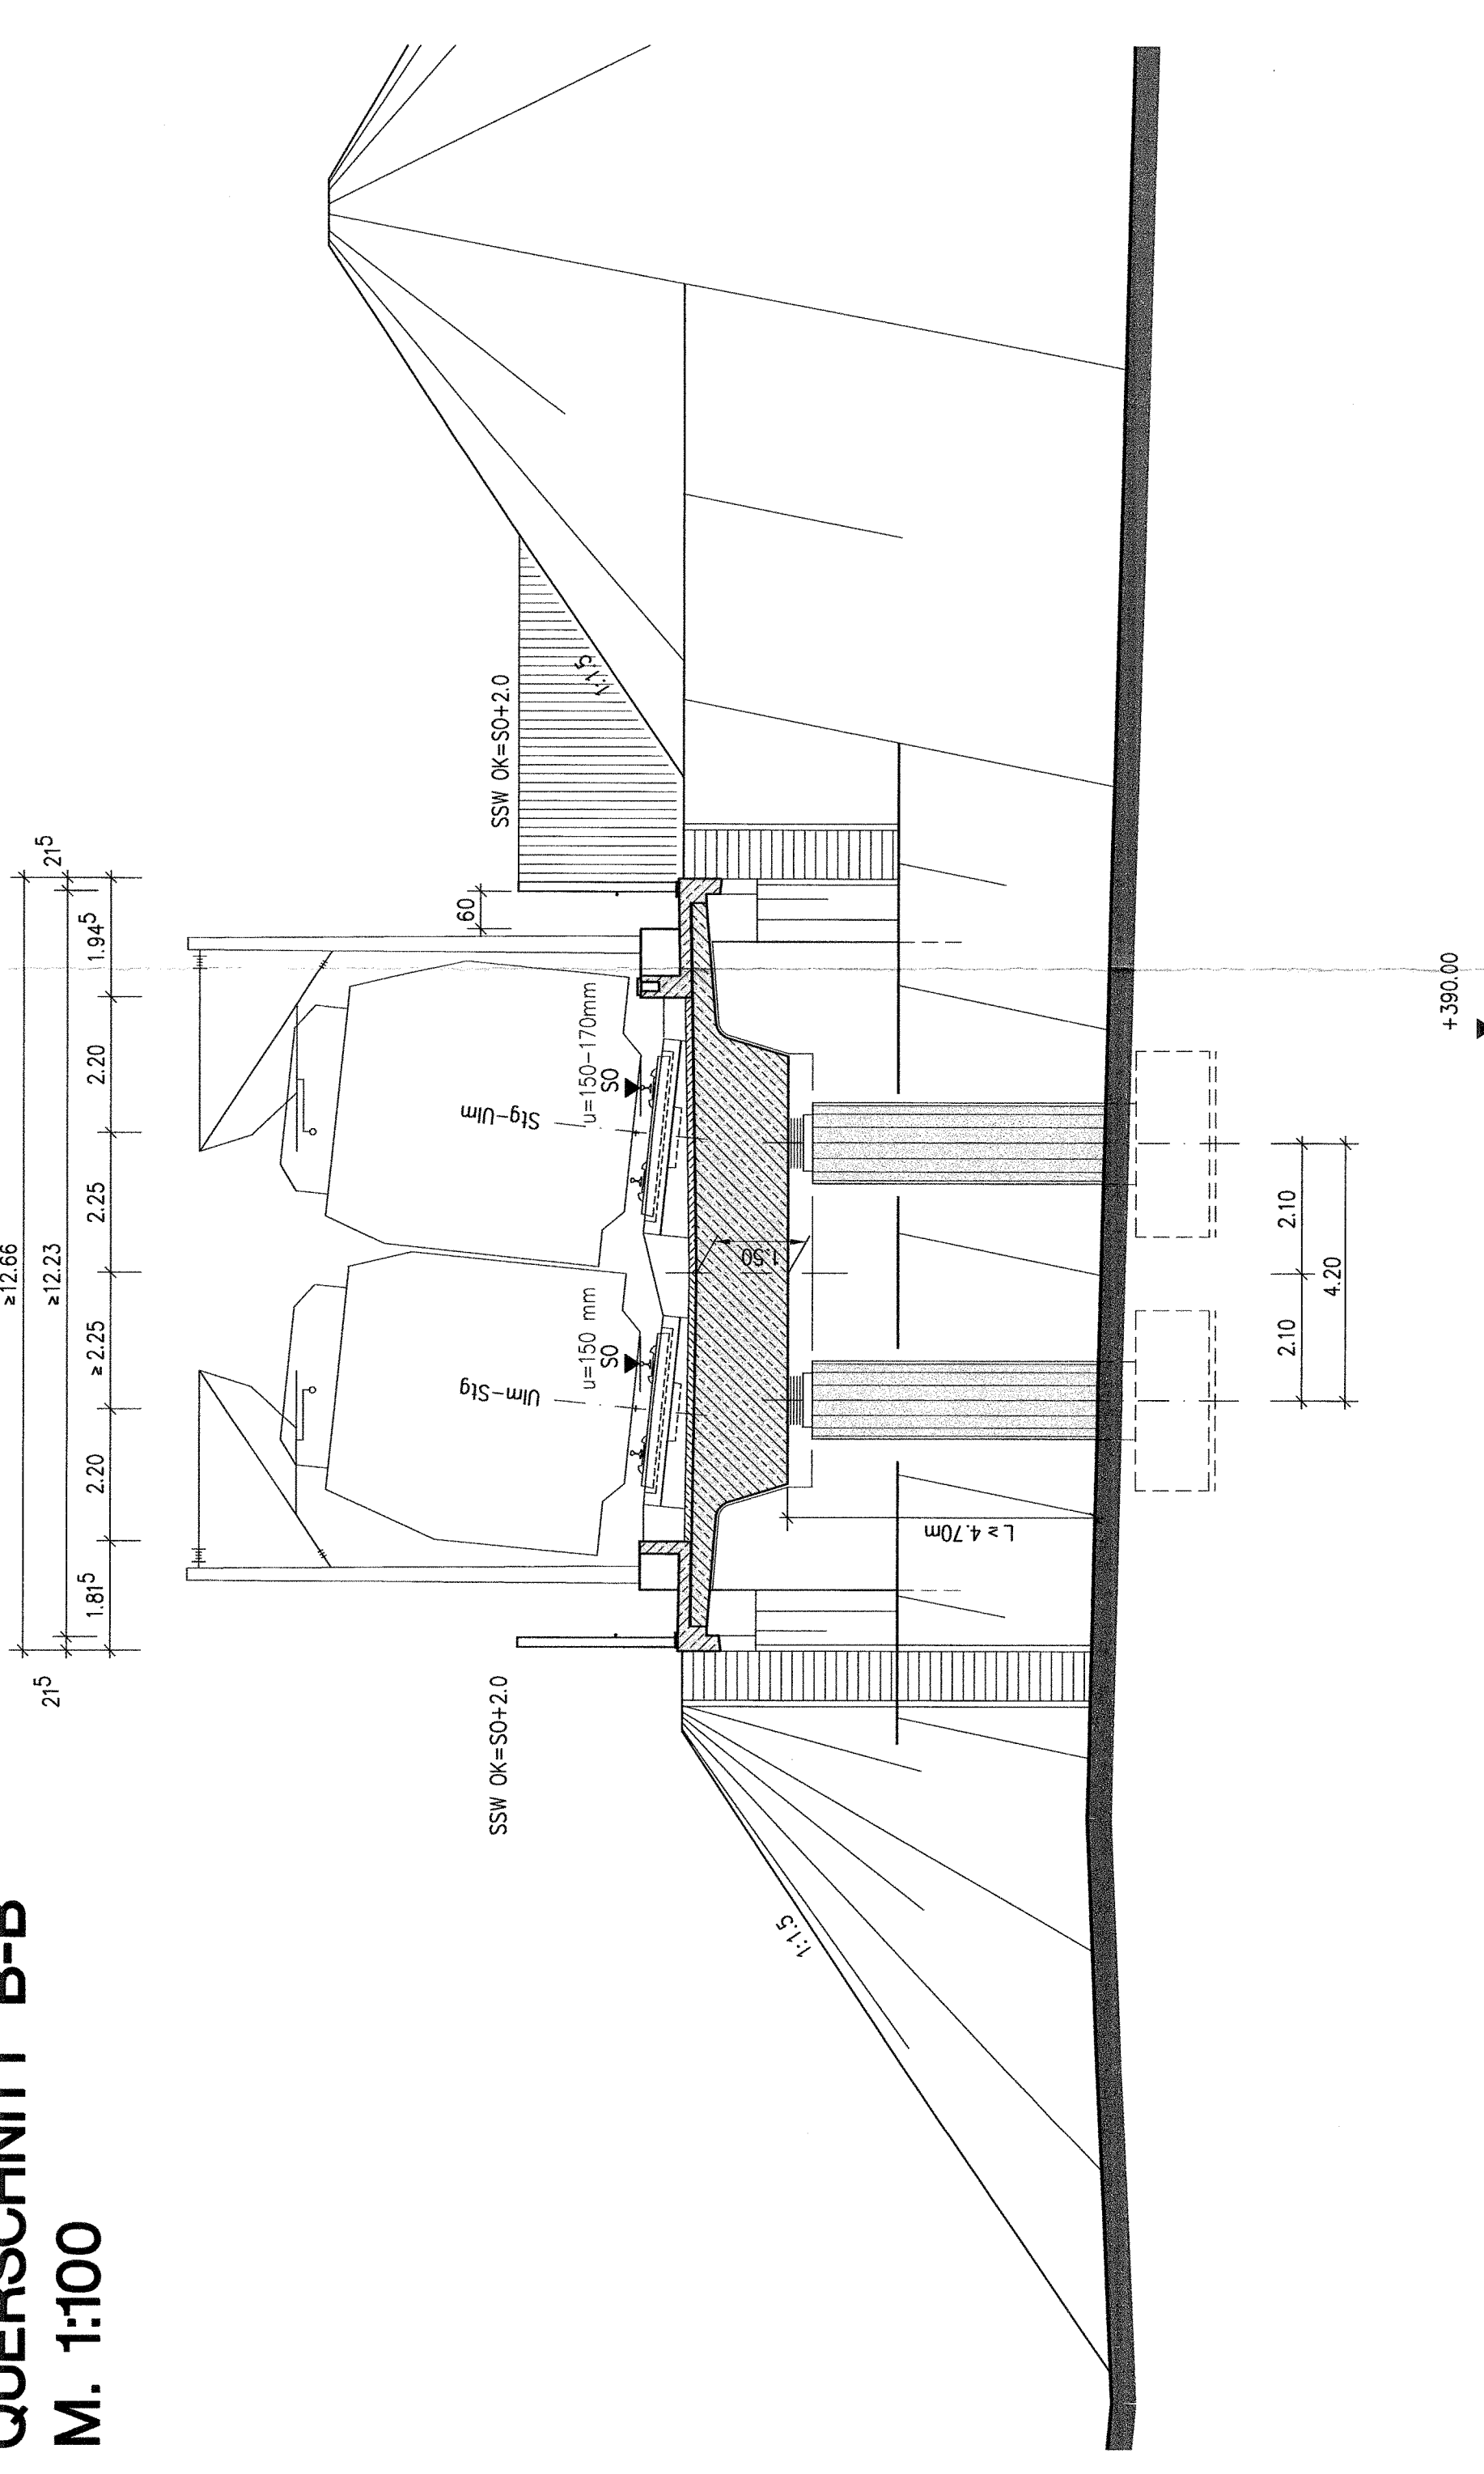 QUERSCHNITT B-B
M. 1:100
≥12.66
21⁵
≥12.23
21⁵
1.81⁵
2.20
≥2.25
2.25
2.20
1.94⁵
60
SSW OK=SO+2.0
SSW OK=SO+2.0
1:1.5
Ulm-Stg
u=150 mm
SO
Stg-Ulm
u=150-170mm
SO
1.50
1:1.5
L≥4.70m
2.10
2.10
4.20
+390.00